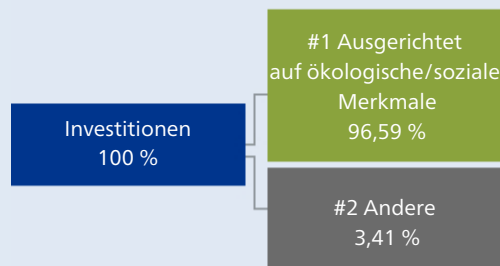 Investitionen
100 %
#1 Ausgerichtet
auf ökologische/soziale
Merkmale
96,59 %
#2 Andere
3,41 %